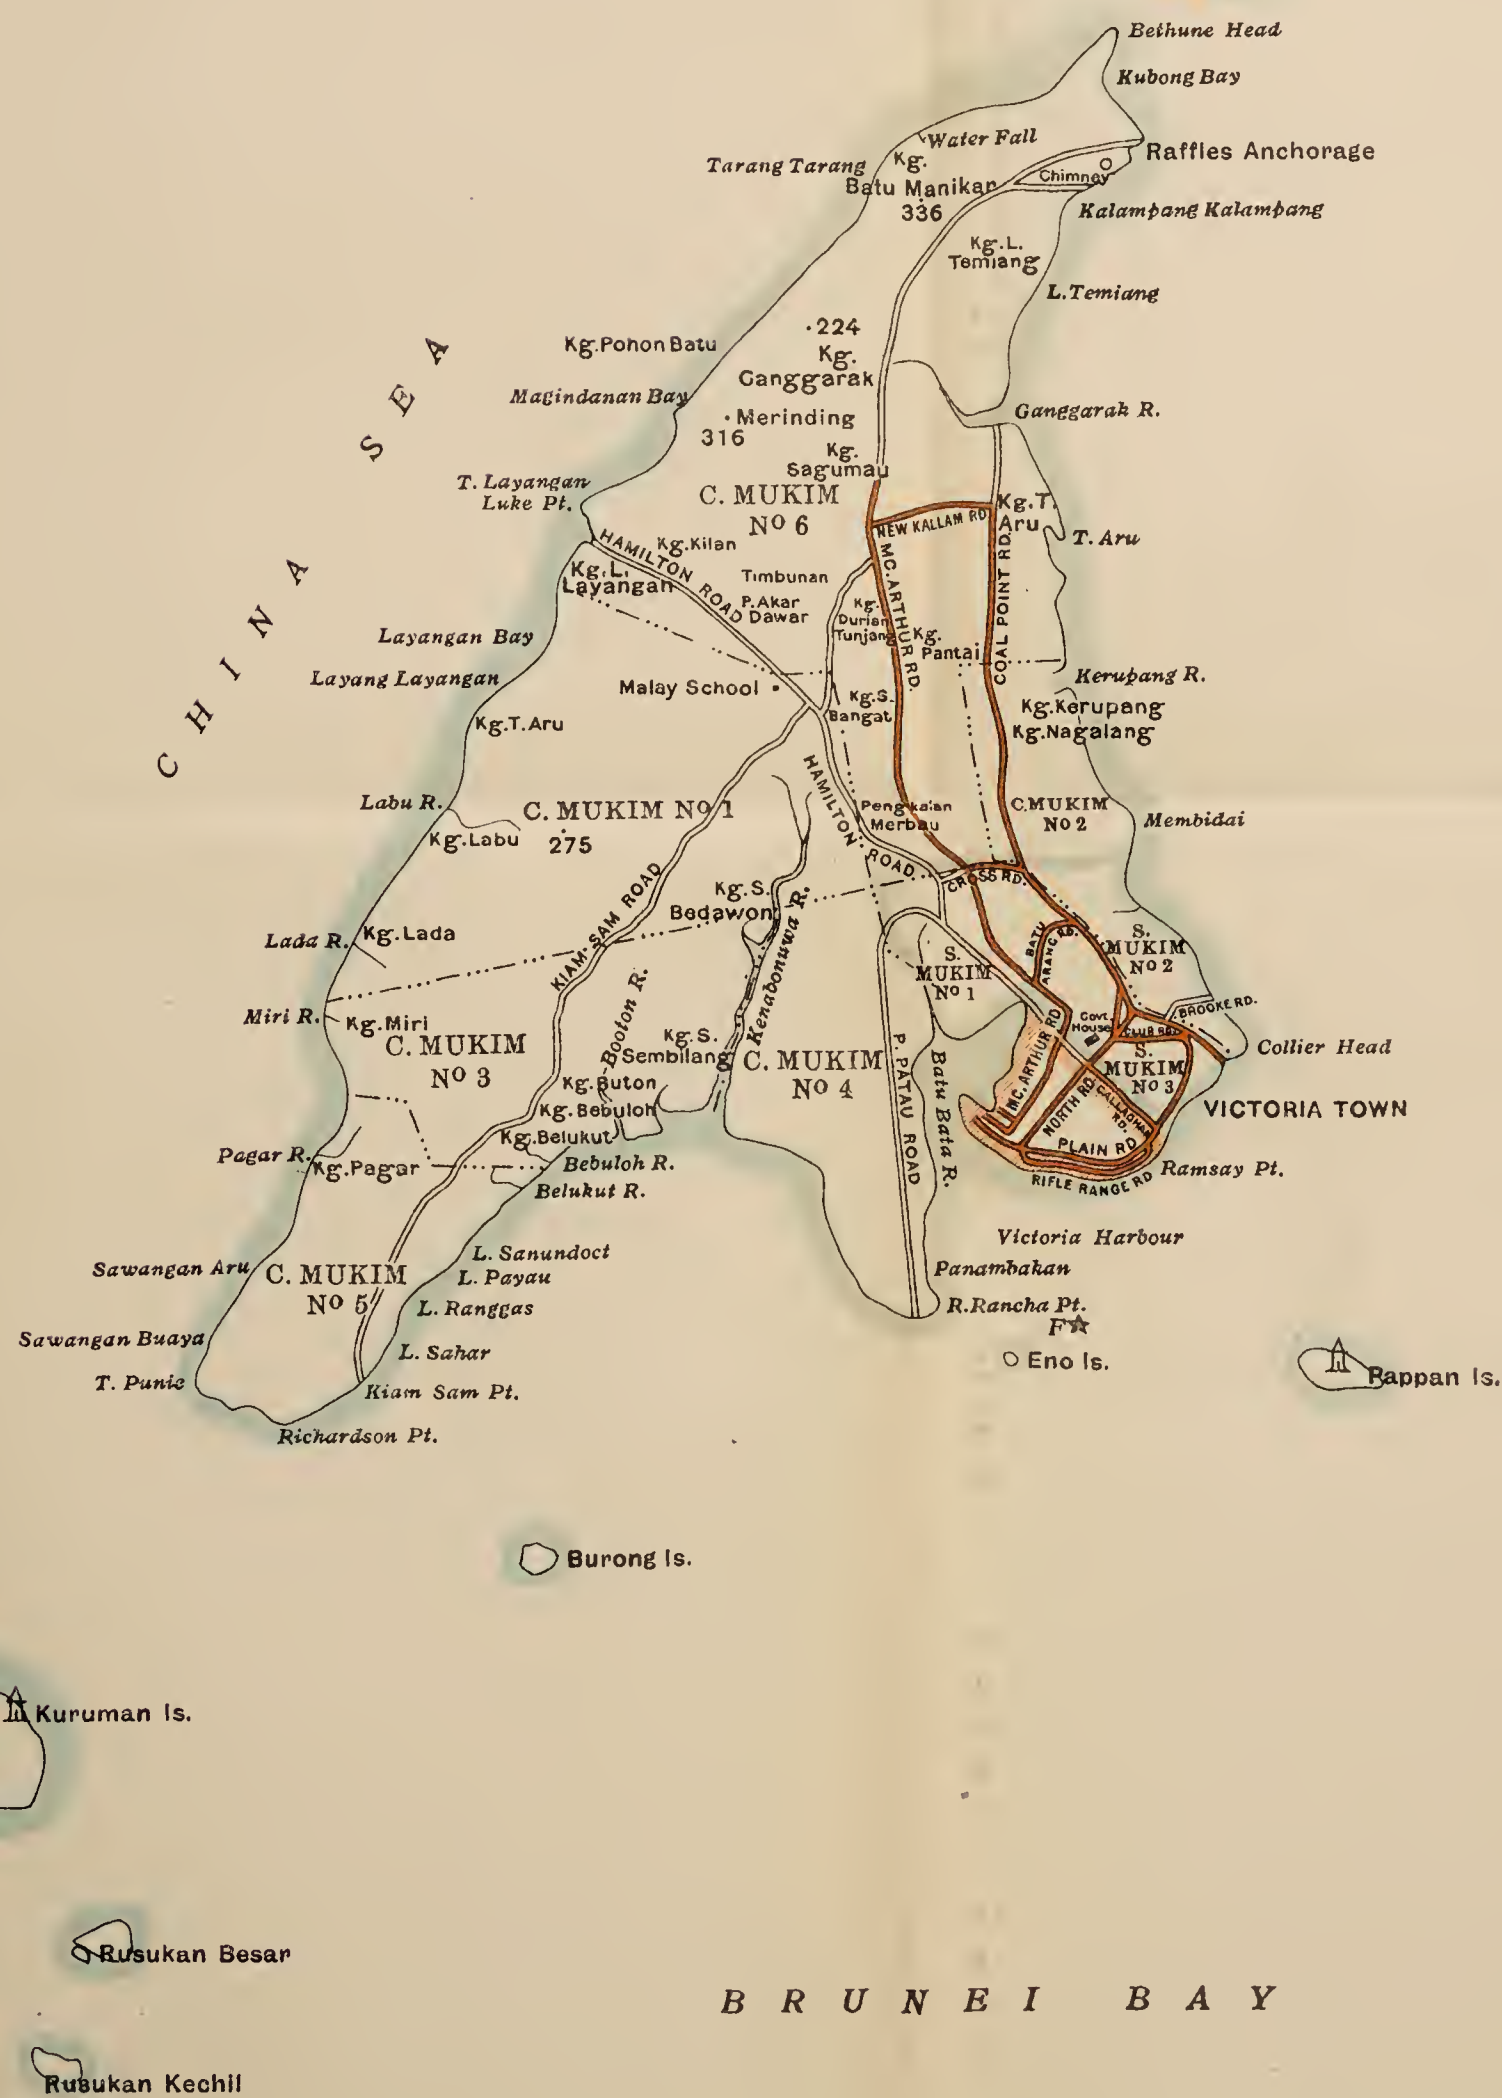 Bethune Head
Kubong Bay
Water Fall
Raffles Anchorage
Tarang Tarang
Kg.
Batu Manikar
336
Chimney
Kalampang Kalampang
Kg.L.
Temiang
L.Temiang
224
Kg.Pohon Batu
Kg.
Ganggarak
Magindanan Bay
Merinding
316
Ganggarak R.
Kg.
Sagumau
T. Layangan
Luke Pt.
C. MUKIM
No 6
Kg.T.
Aru
NEW KALLAM RD
T. Aru
HAMILTON ROAD
Kg.Kilan
Kg.L.
Layangan
Timbunan
P.Akar
Dawar
MC.ARTHUR RD.
COAL POINT RD.
Kg.
Durian
Tunjang
Kg.
Pantai
Layangan Bay
Layang Layangan
Malay School
Kerupang R.
Kg.S.
Bangat
Kg.Kerupang
Kg.Nagalang
Kg.T.Aru
CHINA SEA
Labu R.
C. MUKIM No 1
275
Kg.Labu
HAMILTON ROAD
Pengkalan
Merbau
C.MUKIM
No 2
Membidai
CROSS RD.
KIAM-SAM ROAD
Kg.S.
Bedawon
Kenabonuwa R.
Lada R.
Kg.Lada
S.
MUKIM
No 1
BATU
ARANG RD.
S.
MUKIM
No 2
Miri R.
Kg.Miri
C. MUKIM
No 3
Booton R.
Kg.S.
Sembilang
C. MUKIM
No 4
P. PATAU ROAD
Batu Bata R.
MC.ARTHUR RD
Govt.
House
CLUB RD.
BROOKE RD.
Collier Head
S.
MUKIM
No 3
NORTH RD
CALLAGHAN
RD.
VICTORIA TOWN
PLAIN RD
RIFLE RANGE RD
Ramsay Pt.
Kg.Buton
Kg.Bebuloh
Kg.Belukut
Pagar R.
Kg.Pagar
Bebuloh R.
Belukut R.
Victoria Harbour
Sawangan Aru
C. MUKIM
No 5
L. Sanundoct
L. Payau
L. Ranggas
Panambakan
R.Rancha Pt.
F
Sawangan Buaya
L. Sahar
Eno Is.
T. Punie
Kiam Sam Pt.
Rappan Is.
Richardson Pt.
Burong Is.
Kuruman Is.
Rusukan Besar
BRUNEI BAY
Rusukan Kechil